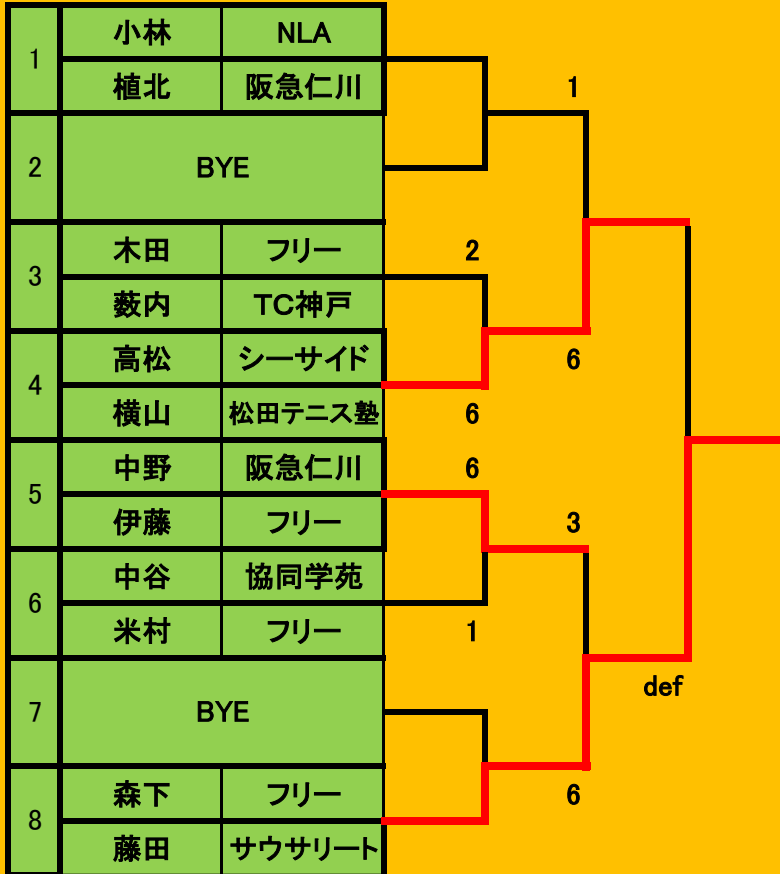 1 小林 NLA
植北 阪急仁川
1
2 BYE
3 木田 フリー 2
薮内 TC神戸
4 高松 シーサイド 6
横山 松田テニス塾 6
5 中野 阪急仁川 6
伊藤 フリー 3
6 中谷 協同学苑
米村 フリー 1
def
7 BYE
8 森下 フリー 6
藤田 サウサリート